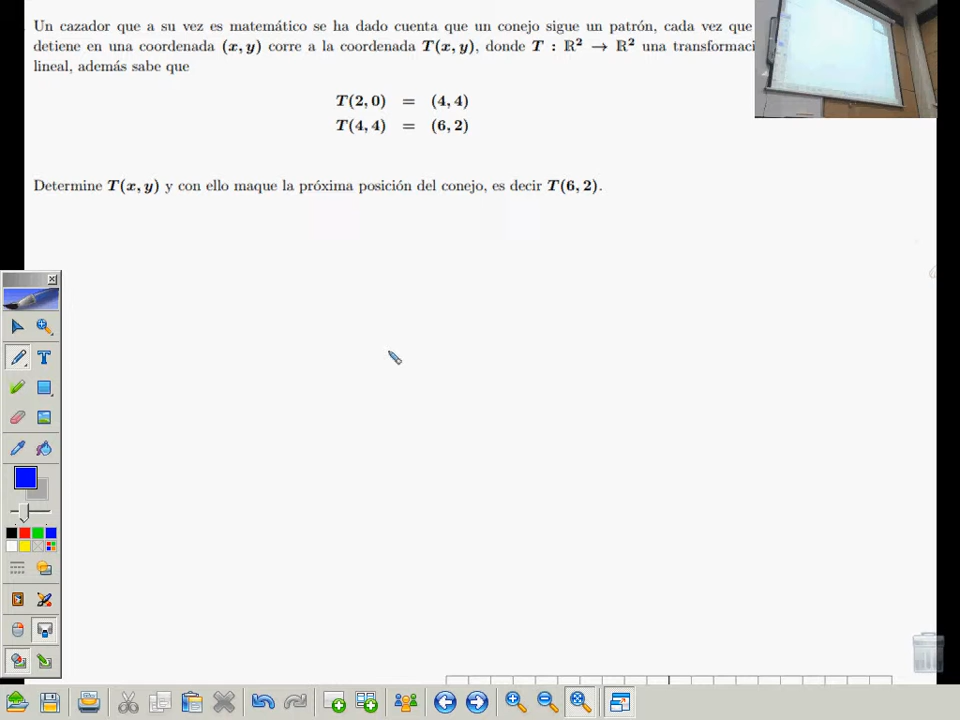 Un cazador que a su vez es matemático se ha dado cuenta que un conejo sigue un patrón, cada vez que
detiene en una coordenada (x, y) corre a la coordenada T(x, y), donde T : ℝ² → ℝ² una transformaci
lineal, además sabe que
T(2, 0) = (4, 4)
T(4, 4) = (6, 2)
Determine T(x, y) y con ello maque la próxima posición del conejo, es decir T(6, 2).
T